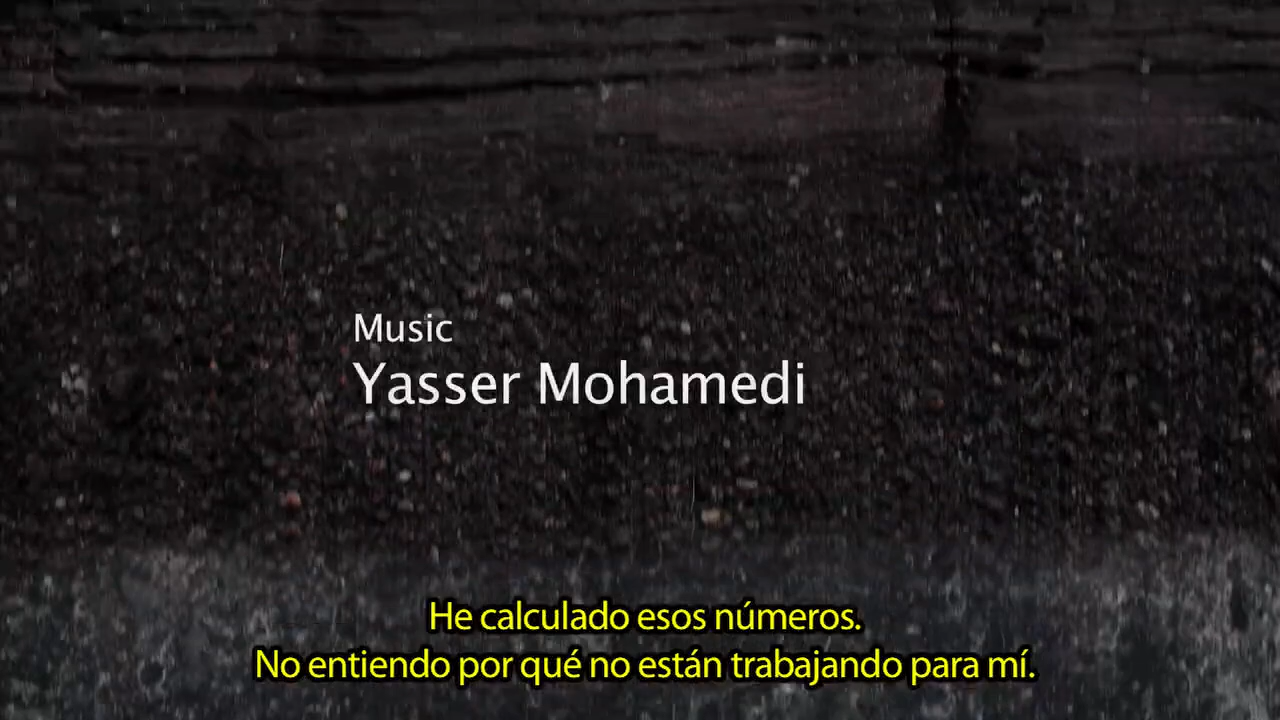 Music
Yasser Mohamedi
He calculado esos números.
No entiendo por qué no están trabajando para mí.